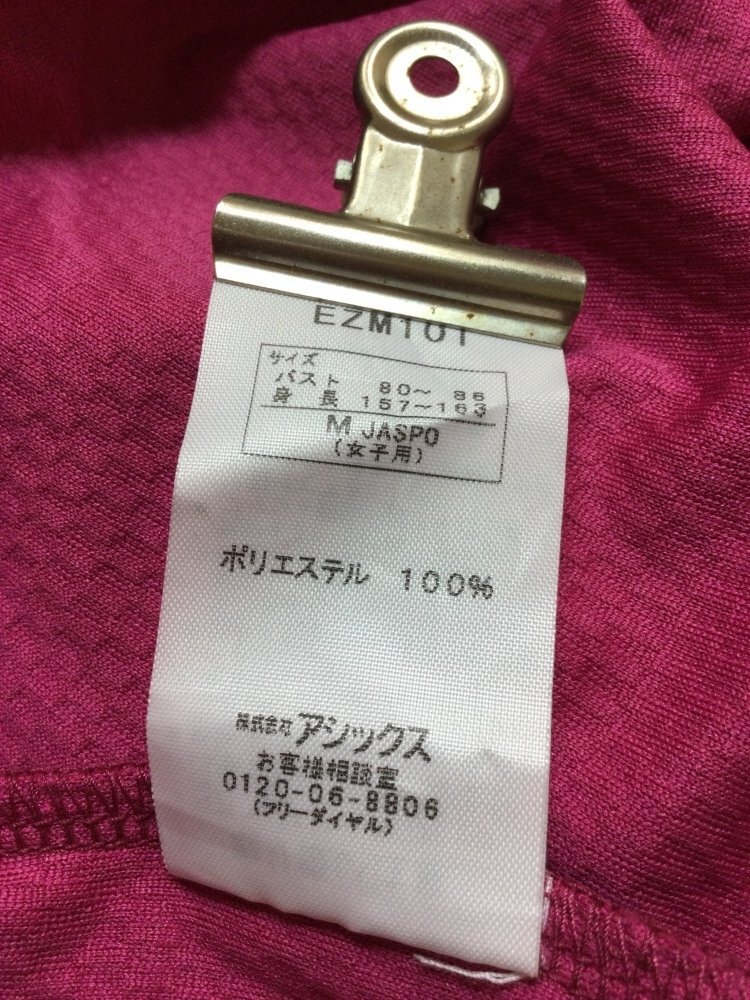 EZM101
サイズ
バスト 80～ 86
身長 157～163
M JASPO
(女子用)
ポリエステル 100%
株式会社アシックス
お客様相談室
0120-06-8806
(フリーダイヤル)